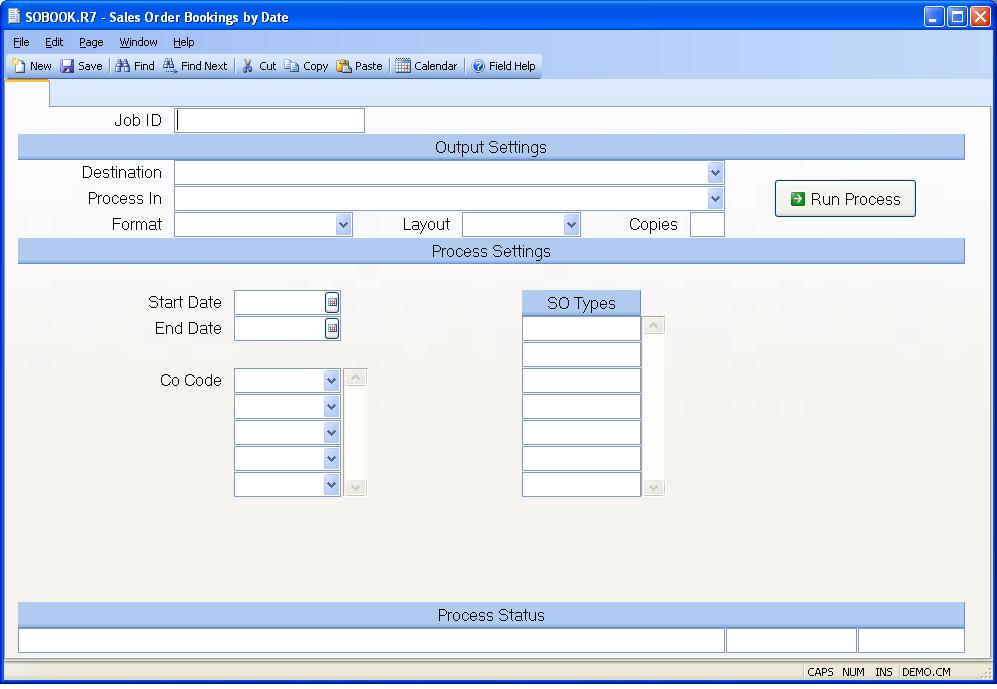 SOBOOK.R7 - Sales Order Bookings by Date
File Edit Page Window Help
New Save Find Find Next Cut Copy Paste Calendar Field Help
Job ID
Output Settings
Destination
Process In
Run Process
Format Layout Copies
Process Settings
Start Date SO Types
End Date
Co Code
Process Status
CAPS NUM INS DEMO.CM